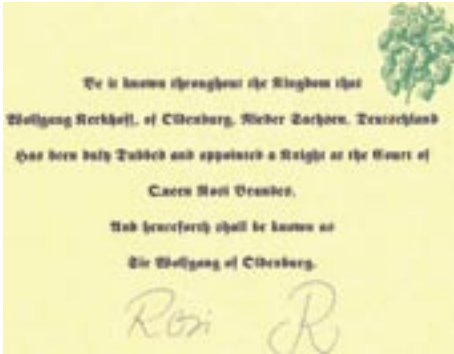 Be it known throughout the Kingdom that
Wolfgang Kerkhoff, of Oldenburg, Nieder Sachsen, Deutschland
Has been duly Dubbed and appointed a Knight at the Court of
Queen Rosi Brandes,
And henceforth shall be known as
Sir Wolfgang of Oldenburg.
Rosi R